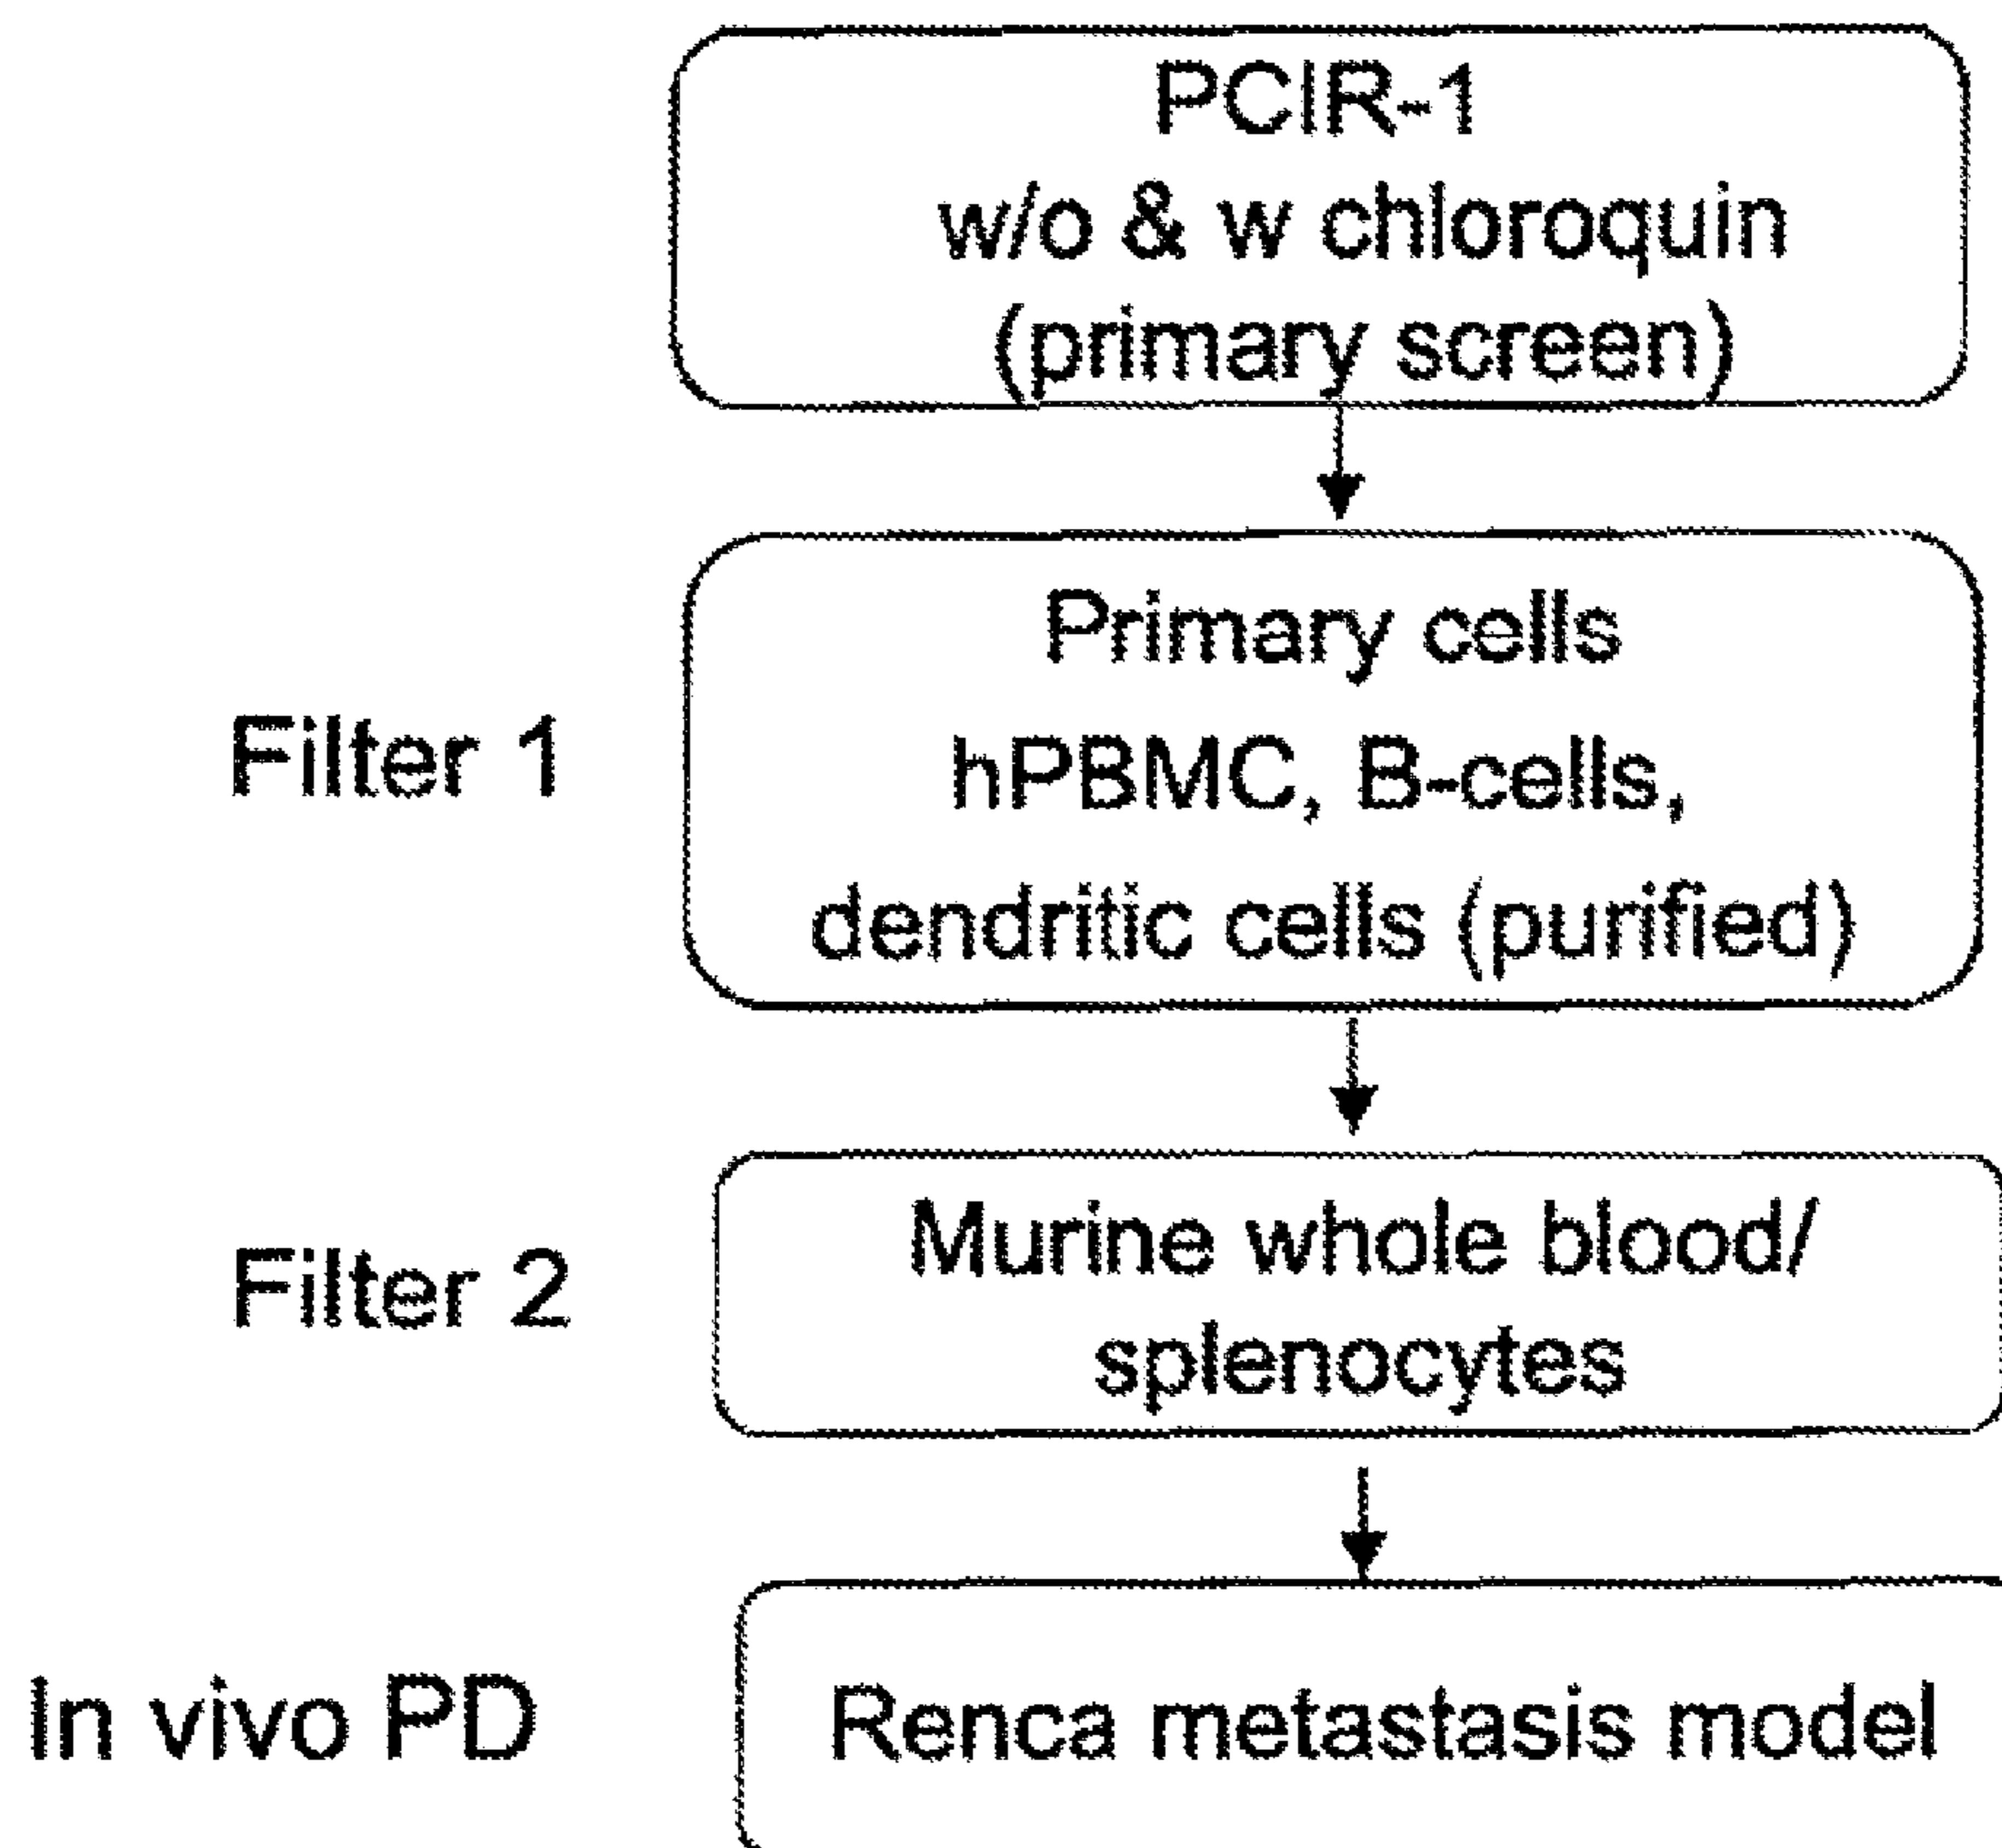 PCIR-1
w/o & w chloroquin
(primary screen)
Filter 1
Primary cells
hPBMC, B-cells,
dendritic cells (purified)
Filter 2
Murine whole blood/
splenocytes
In vivo PD
Renca metastasis model